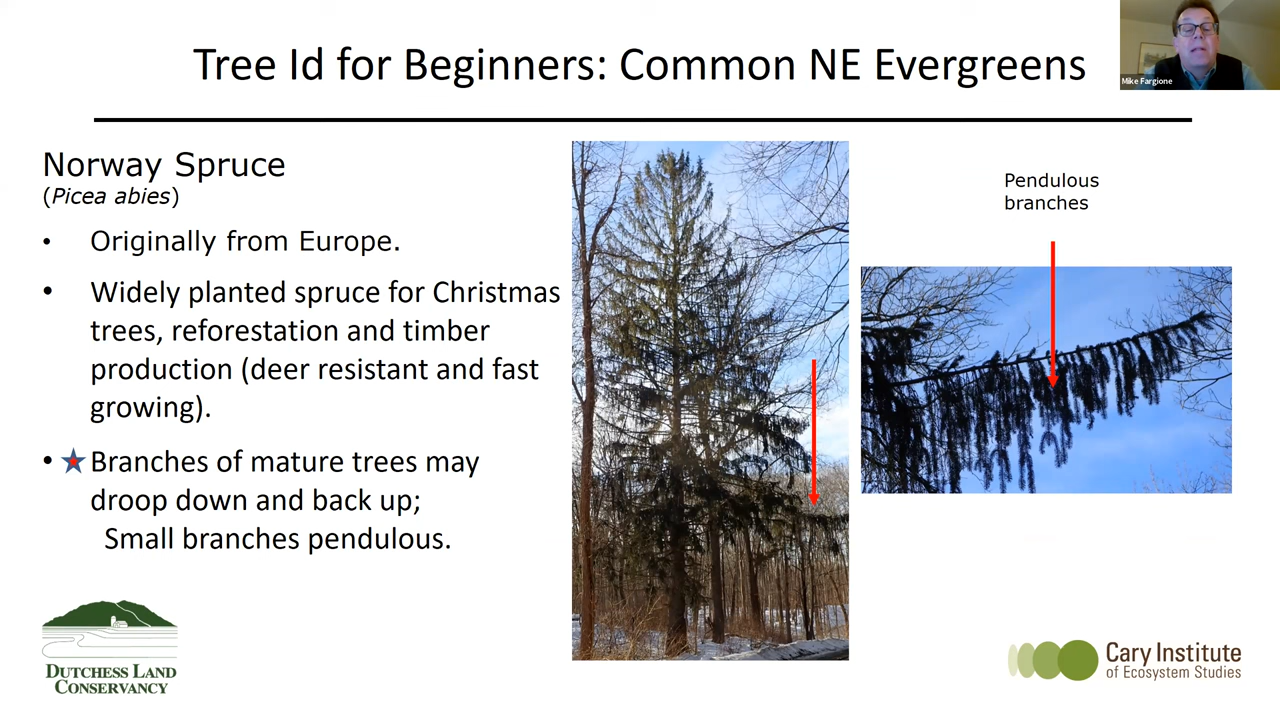 Tree Id for Beginners: Common NE Evergreens
Mike Fargione
Norway Spruce
(Picea abies)
• Originally from Europe.
• Widely planted spruce for Christmas
trees, reforestation and timber
production (deer resistant and fast
growing).
• Branches of mature trees may
droop down and back up;
Small branches pendulous.
Pendulous
branches
DUTCHESS LAND
CONSERVANCY
Cary Institute
of Ecosystem Studies